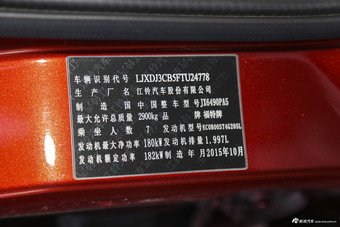 车辆识别代号 LJXDJ3CB5FTU24778
生产厂名 江铃汽车股份有限公司
制造国 中国 整车型号 JX6490PA5
最大允许总质量 2900kg 品牌 福特牌
乘坐人数 7 发动机型号
发动机最大净功率 180kW 发动机排量 1.997L
发动机额定功率 182kW 制造年月 2015年10月